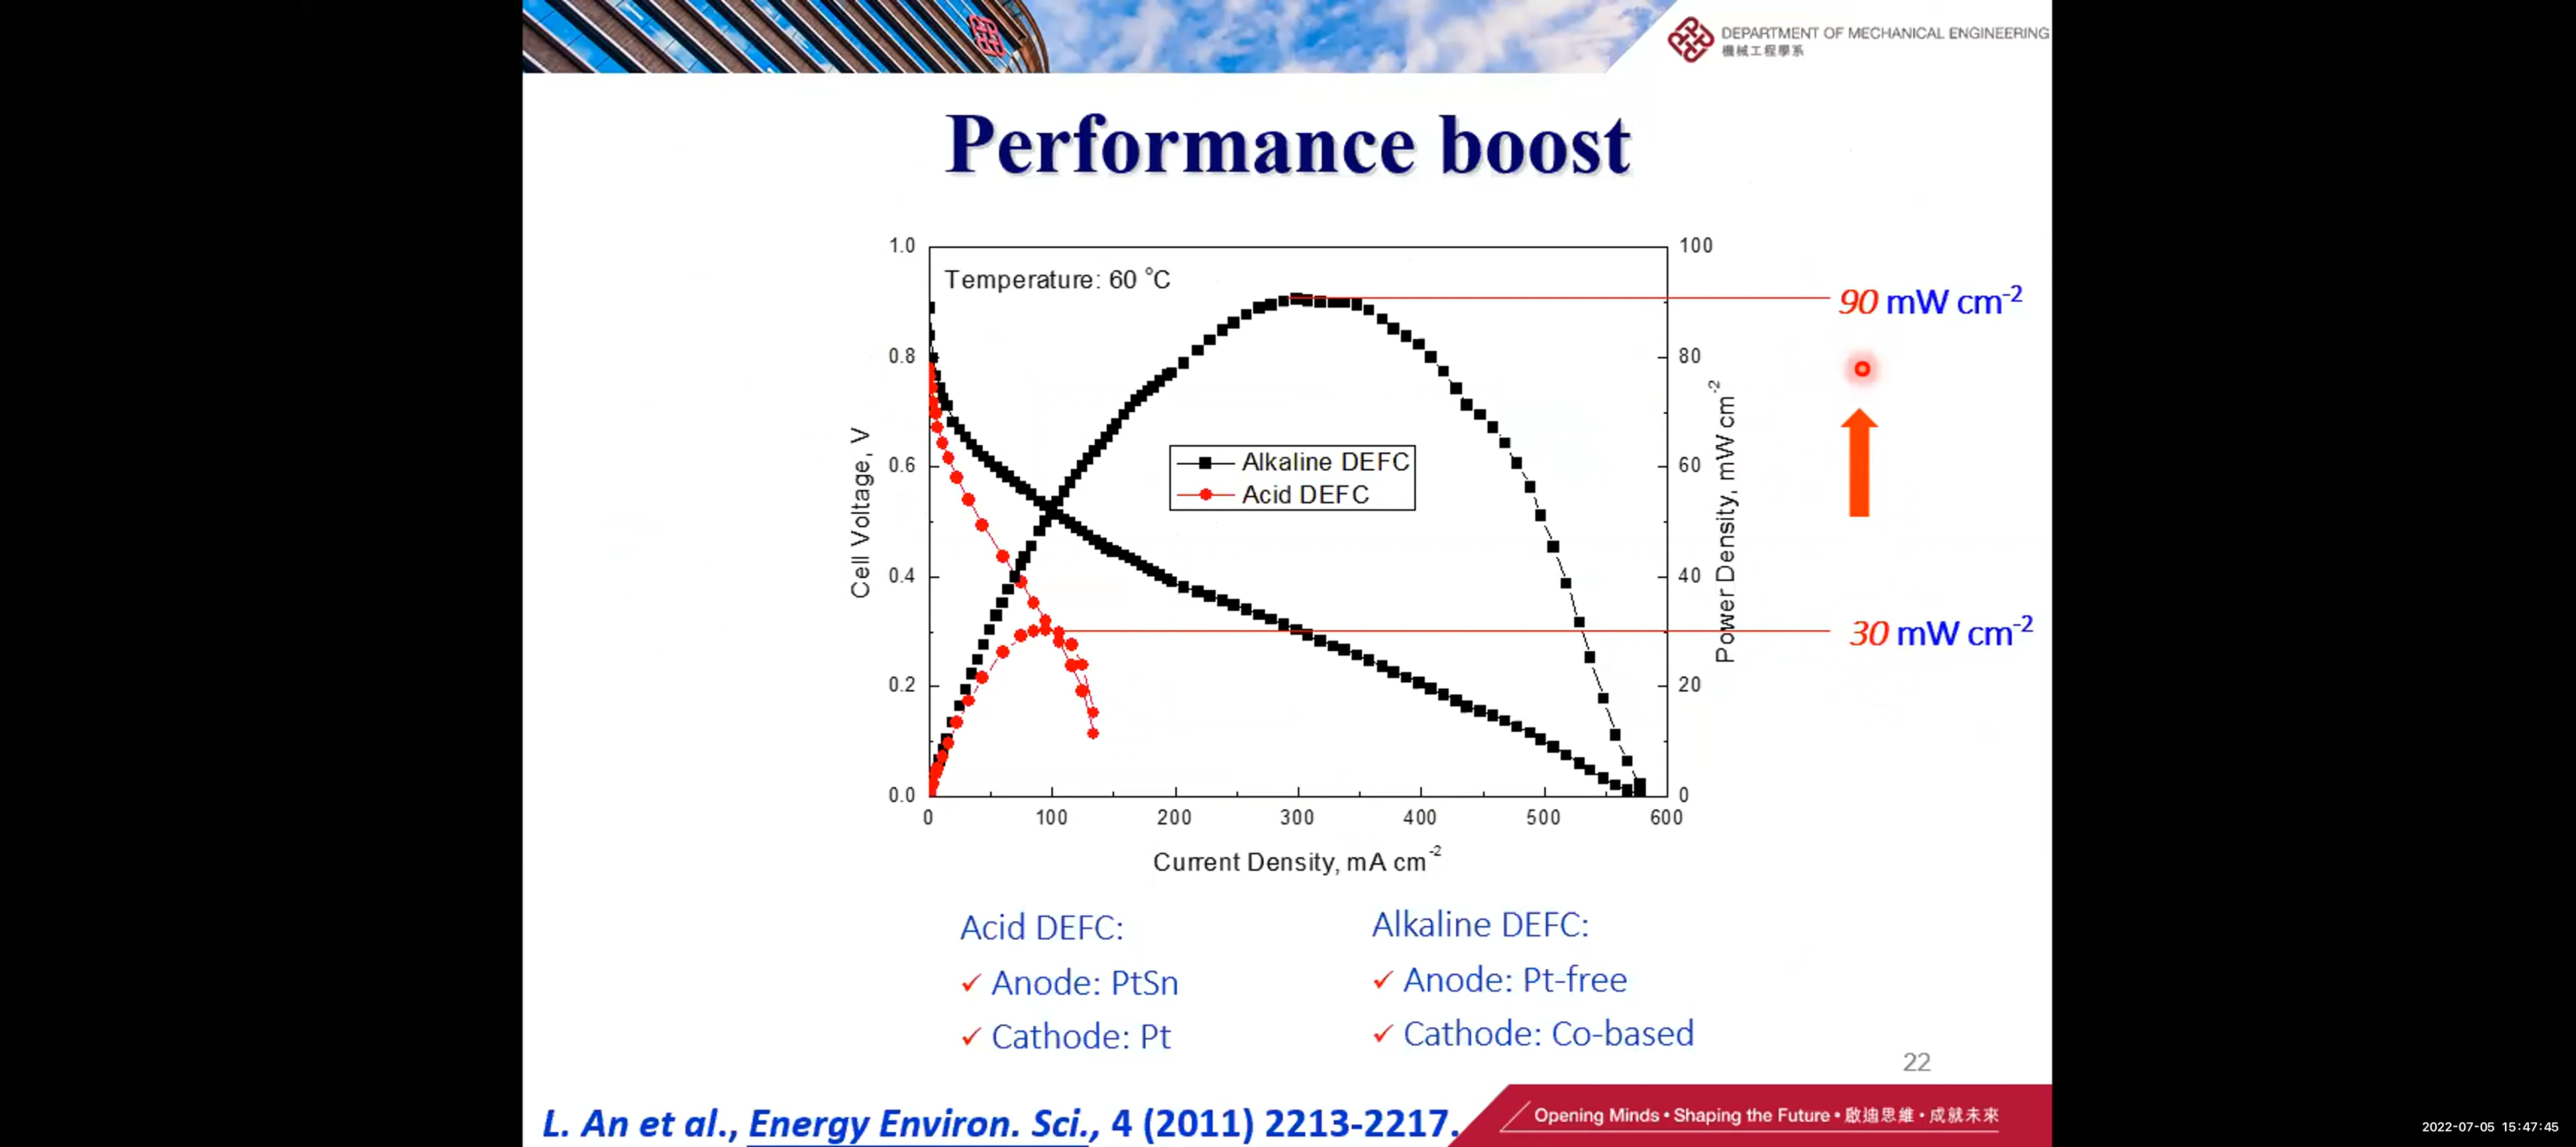 DEPARTMENT OF MECHANICAL ENGINEERING
機械工程學系
Performance boost
1.0
0.8
0.6
0.4
0.2
0.0
Cell Voltage, V
Temperature: 60 °C
Alkaline DEFC
Acid DEFC
100
80
60
40
20
0
Power Density, mW cm-2
90 mW cm-2
30 mW cm-2
0 100 200 300 400 500 600
Current Density, mA cm-2
Acid DEFC:
✓ Anode: PtSn
✓ Cathode: Pt
Alkaline DEFC:
✓ Anode: Pt-free
✓ Cathode: Co-based
22
L. An et al., Energy Environ. Sci., 4 (2011) 2213-2217.
Opening Minds • Shaping the Future • 啟迪思維 • 成就未來
2022-07-05 15:47:45